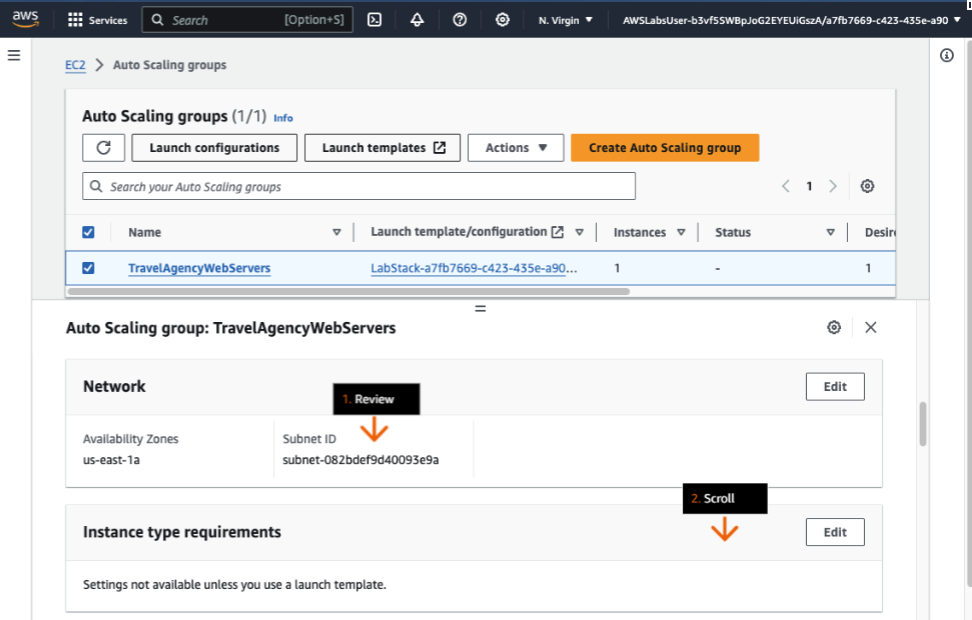 aws Services Search [Option+S] N. Virgin AWSLabsUser-b3vf5SWBpJoG2EYEUiGszA/a7fb7669-c423-435e-a90
EC2 > Auto Scaling groups
Auto Scaling groups (1/1) Info
Launch configurations Launch templates Actions Create Auto Scaling group
Search your Auto Scaling groups 1
Name Launch template/configuration Instances Status Desire
TravelAgencyWebServers LabStack-a7fb7669-c423-435e-a90... 1 - 1
Auto Scaling group: TravelAgencyWebServers
Network Edit
1. Review
Availability Zones Subnet ID
us-east-1a subnet-082bdef9d40093e9a
2. Scroll
Instance type requirements Edit
Settings not available unless you use a launch template.